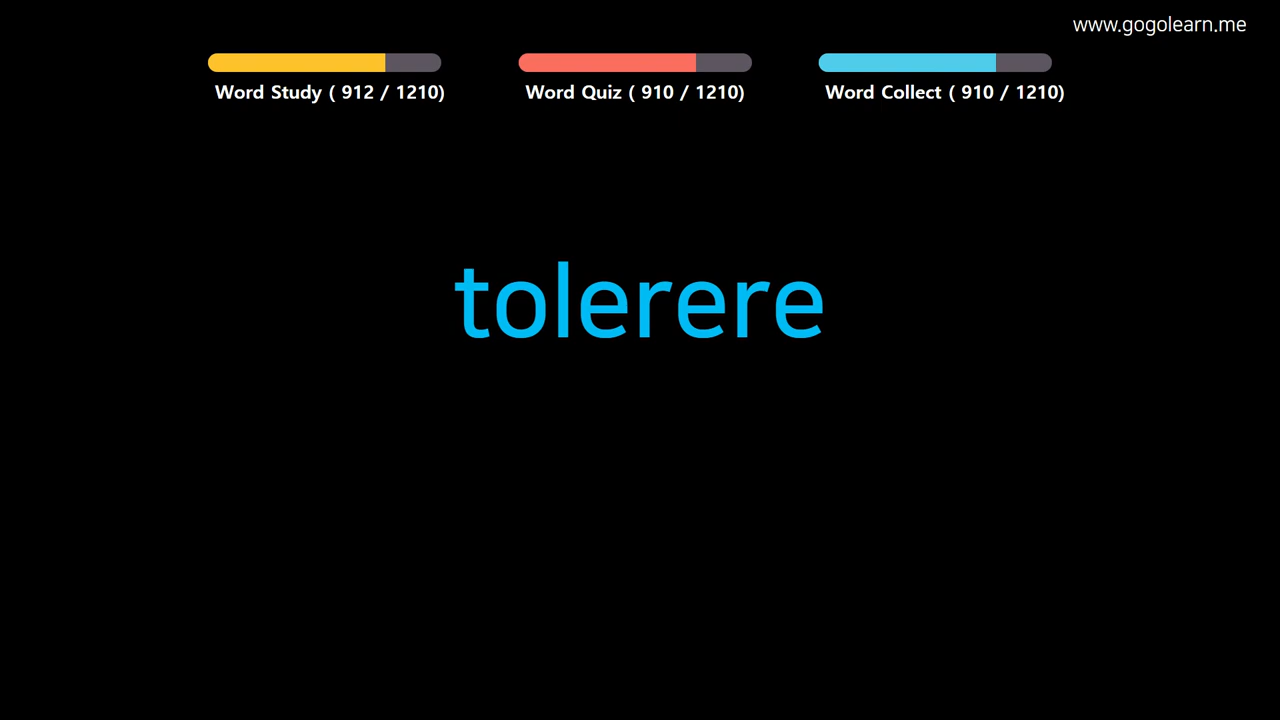 www.gogolearn.me
Word Study ( 912 / 1210)
Word Quiz ( 910 / 1210)
Word Collect ( 910 / 1210)
tolerere